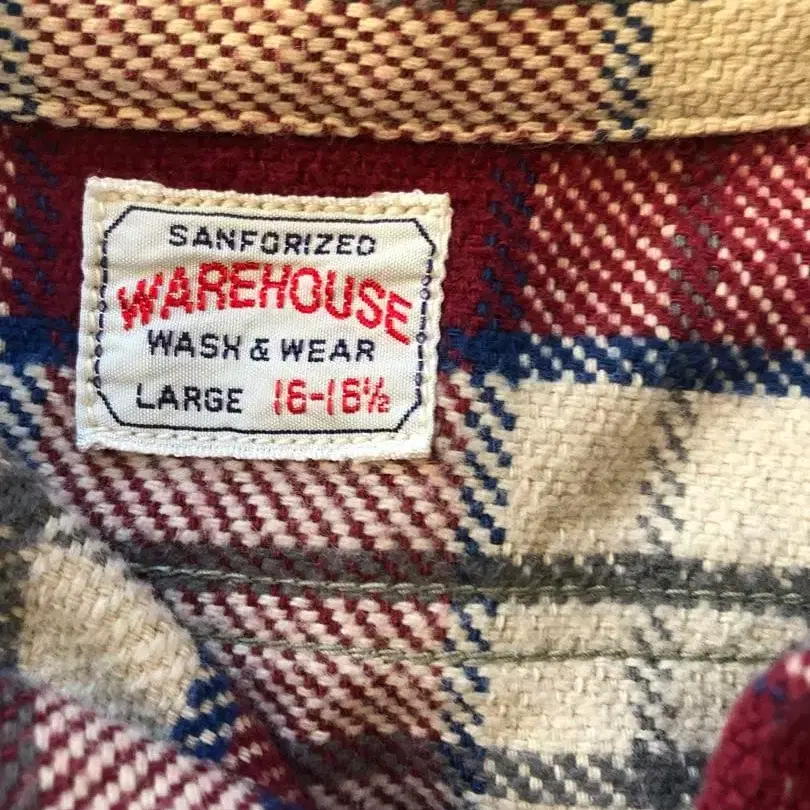 SANFORIZED
WAREHOUSE
WASH & WEAR
LARGE 16-16½